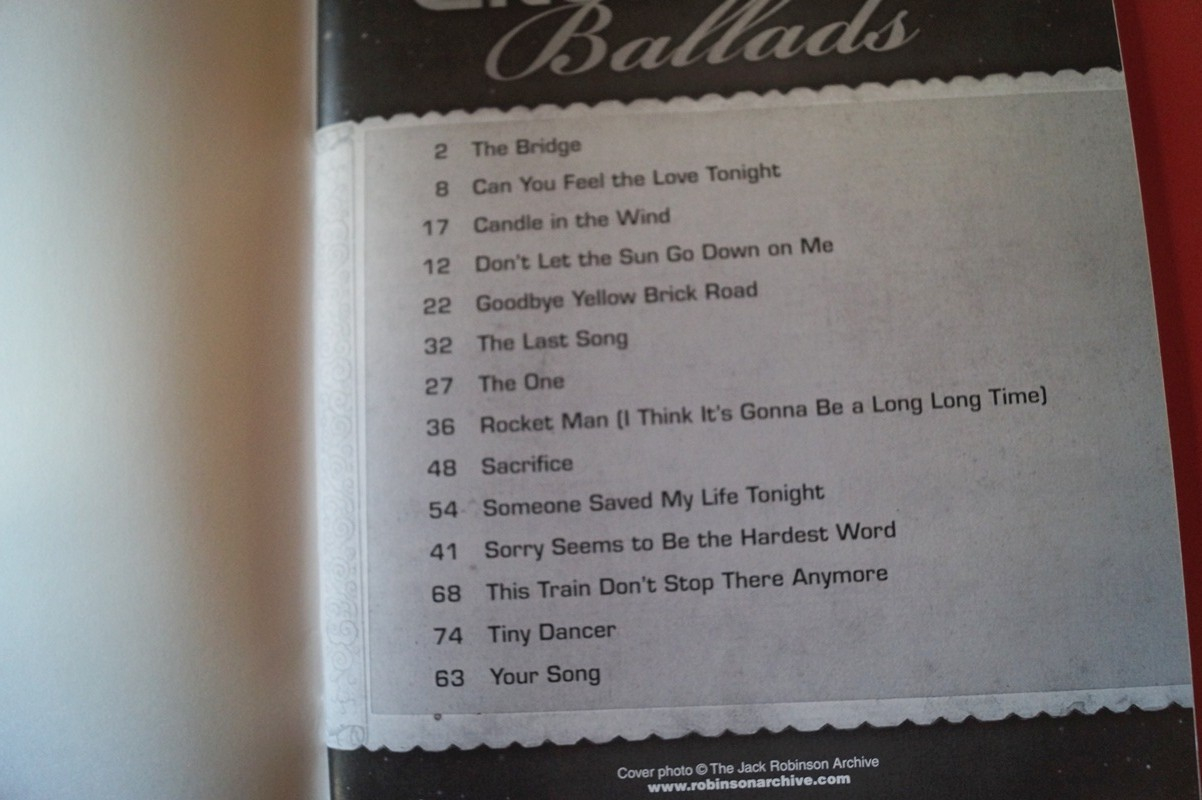 Ballads
2 The Bridge
8 Can You Feel the Love Tonight
17 Candle in the Wind
12 Don't Let the Sun Go Down on Me
22 Goodbye Yellow Brick Road
32 The Last Song
27 The One
36 Rocket Man (I Think It's Gonna Be a Long Long Time)
48 Sacrifice
54 Someone Saved My Life Tonight
41 Sorry Seems to Be the Hardest Word
68 This Train Don't Stop There Anymore
74 Tiny Dancer
63 Your Song
Cover photo © The Jack Robinson Archive
www.robinsonarchive.com